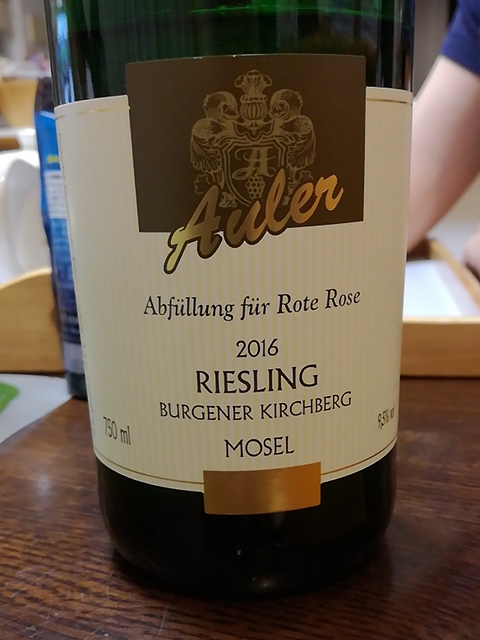 A
Auler
Abfüllung für Rote Rose
2016
RIESLING
BURGENER KIRCHBERG
750 ml
9,5% vol
MOSEL